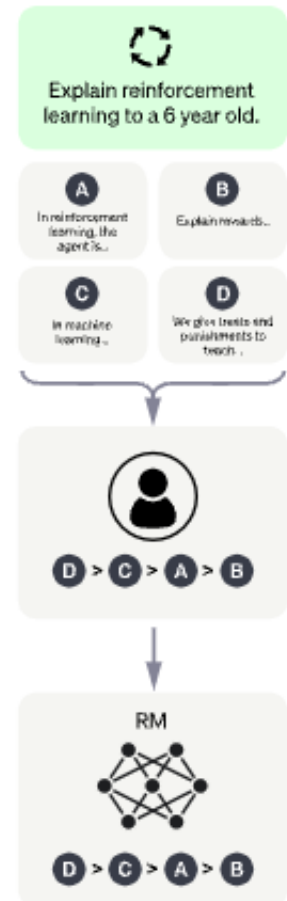 Explain reinforcement
learning to a 6 year old.
A
In reinforcement
learning, the
agent is...
B
Explain rewards...
C
In machine
learning...
D
We give treats and
punishments to
teach...
D > C > A > B
RM
D > C > A > B